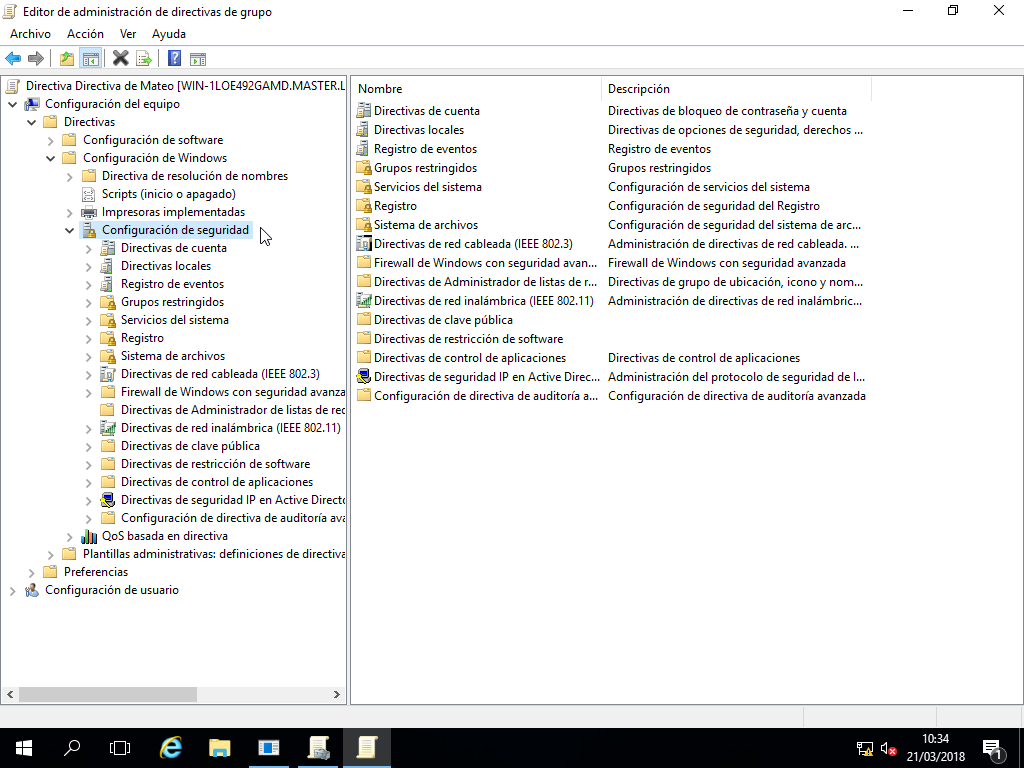 Editor de administración de directivas de grupo
Archivo Acción Ver Ayuda
Directiva Directiva de Mateo [WIN-1LOE492GAMD.MASTER.L
Configuración del equipo
Directivas
Configuración de software
Configuración de Windows
Directiva de resolución de nombres
Scripts (inicio o apagado)
Impresoras implementadas
Configuración de seguridad
Directivas de cuenta
Directivas locales
Registro de eventos
Grupos restringidos
Servicios del sistema
Registro
Sistema de archivos
Directivas de red cableada (IEEE 802.3)
Firewall de Windows con seguridad avanza
Directivas de Administrador de listas de red
Directivas de red inalámbrica (IEEE 802.11)
Directivas de clave pública
Directivas de restricción de software
Directivas de control de aplicaciones
Directivas de seguridad IP en Active Directo
Configuración de directiva de auditoría ava
QoS basada en directiva
Plantillas administrativas: definiciones de directiva
Preferencias
Configuración de usuario
Nombre Descripción
Directivas de cuenta Directivas de bloqueo de contraseña y cuenta
Directivas locales Directivas de opciones de seguridad, derechos ...
Registro de eventos Registro de eventos
Grupos restringidos Grupos restringidos
Servicios del sistema Configuración de servicios del sistema
Registro Configuración de seguridad del Registro
Sistema de archivos Configuración de seguridad del sistema de arc...
Directivas de red cableada (IEEE 802.3) Administración de directivas de red cableada. ...
Firewall de Windows con seguridad avan... Firewall de Windows con seguridad avanzada
Directivas de Administrador de listas de r... Directivas de grupo de ubicación, icono y nom...
Directivas de red inalámbrica (IEEE 802.11) Administración de directivas de red inalámbric...
Directivas de clave pública
Directivas de restricción de software
Directivas de control de aplicaciones Directivas de control de aplicaciones
Directivas de seguridad IP en Active Direc... Administración del protocolo de seguridad de I...
Configuración de directiva de auditoría a... Configuración de directiva de auditoría avanzada
10:34
21/03/2018
1